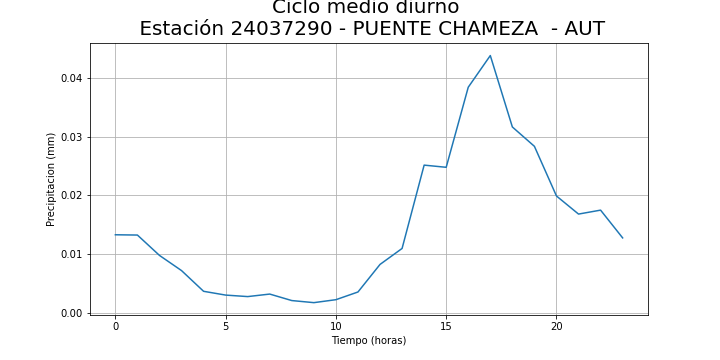 Ciclo medio diurno
Estación 24037290 - PUENTE CHAMEZA  - AUT
0.04
0.03
0.02
0.01
0.00
Precipitacion (mm)
0 5 10 15 20
Tiempo (horas)